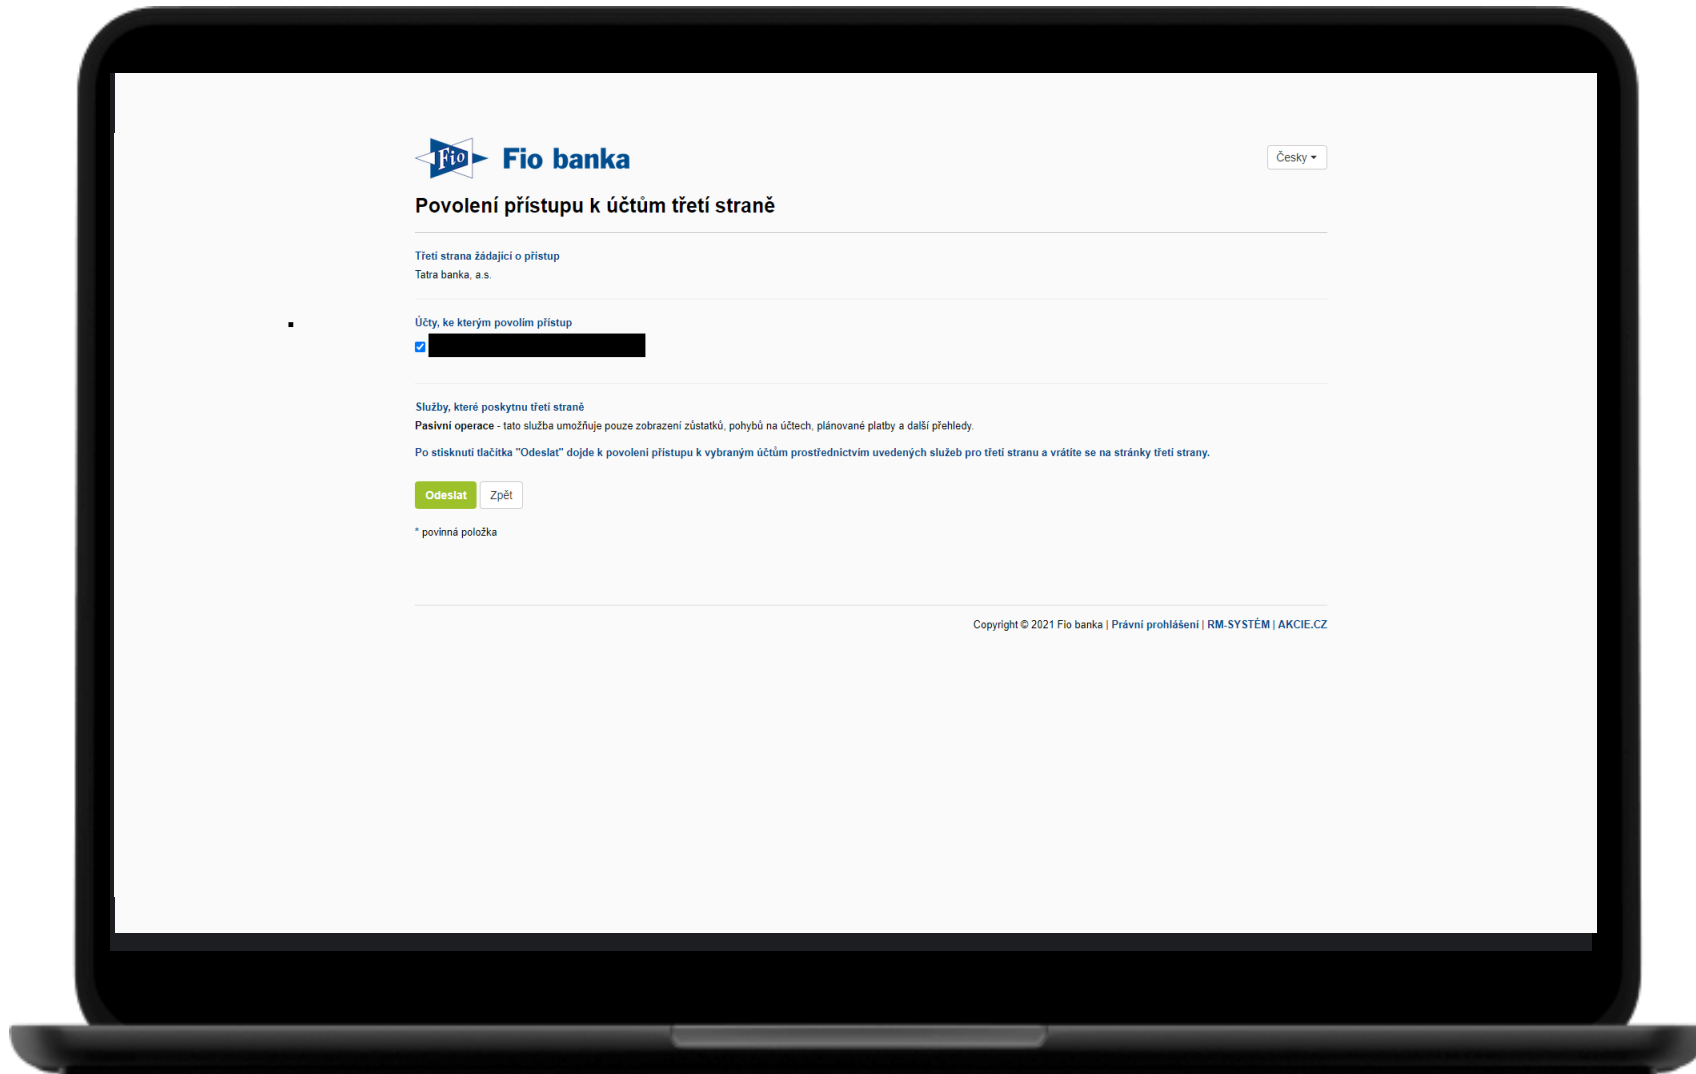 Fio Fio banka
Česky
Povolení přístupu k účtům třetí straně
Třetí strana žádající o přístup
Tatra banka, a.s.
Účty, ke kterým povolím přístup
Služby, které poskytnu třetí straně
Pasivní operace - tato služba umožňuje pouze zobrazení zůstatků, pohybů na účtech, plánované platby a další přehledy.
Po stisknutí tlačítka "Odeslat" dojde k povolení přístupu k vybraným účtům prostřednictvím uvedených služeb pro třetí stranu a vrátíte se na stránky třetí strany.
Odeslat Zpět
* povinná položka
Copyright © 2021 Fio banka | Právní prohlášení | RM-SYSTÉM | AKCIE.CZ